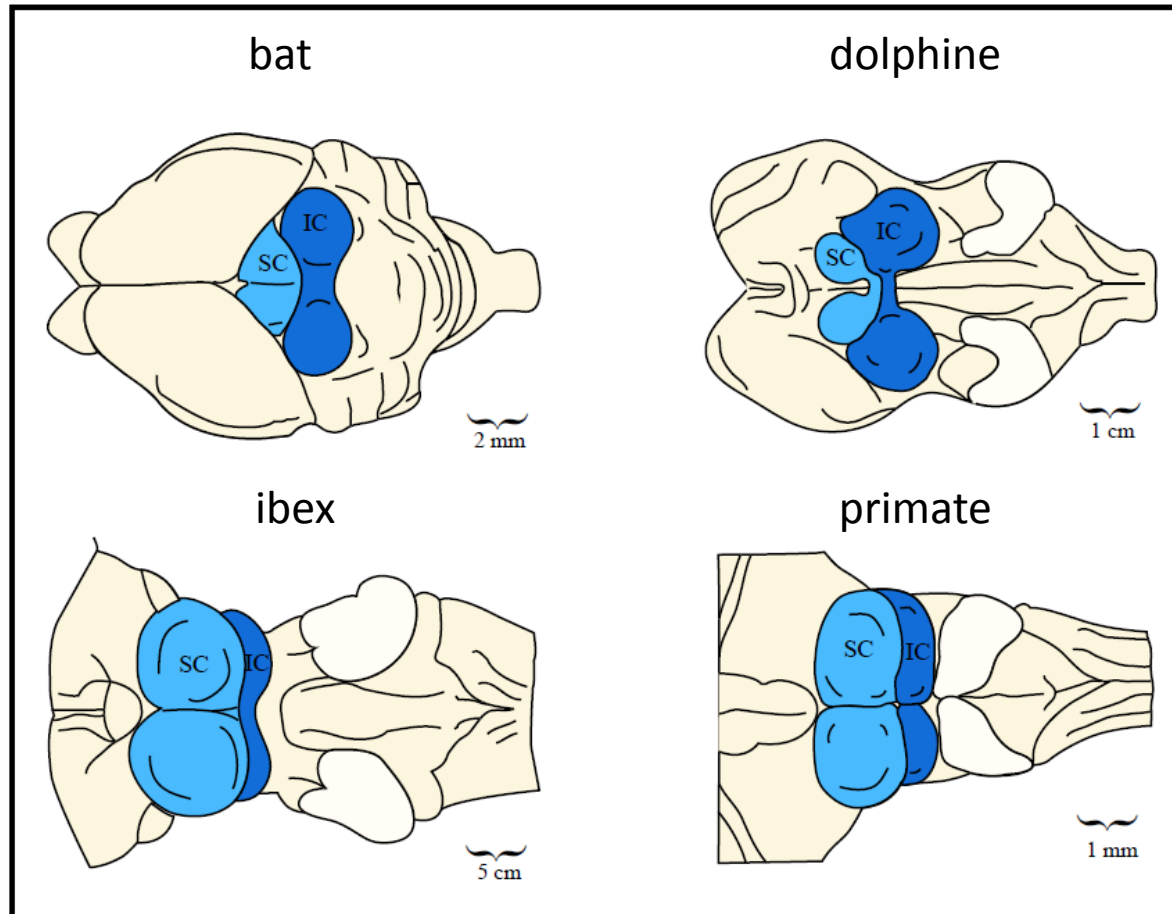 bat
IC
SC
2 mm
dolphine
IC
SC
1 cm
ibex
SC IC
5 cm
primate
SC IC
1 mm